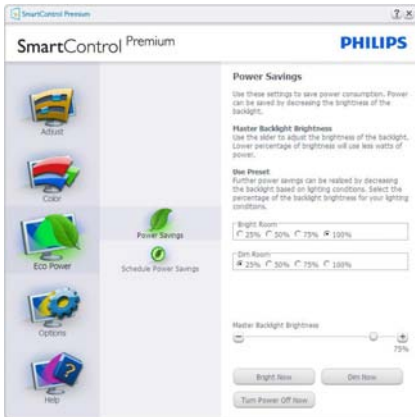 SmartControl Premium
SmartControl Premium
PHILIPS
Adjust
Color
Eco Power
Options
Help
Power Savings
Schedule Power Savings
Power Savings
Use these settings to save power consumption. Power
can be saved by decreasing the brightness of the
backlight.
Master Backlight Brightness
Use the slider to adjust the brightness of the backlight.
Lower percentage of brightness will use less watts of
power.
Use Preset
Further power savings can be realized by decreasing
the backlight based on lighting conditions. Select the
percentage of the backlight brightness for your lighting
conditions.
Bright Room
25% 50% 75% 100%
Dim Room
25% 50% 75% 100%
Master Backlight Brightness
75%
Bright Now Dim Now
Turn Power Off Now